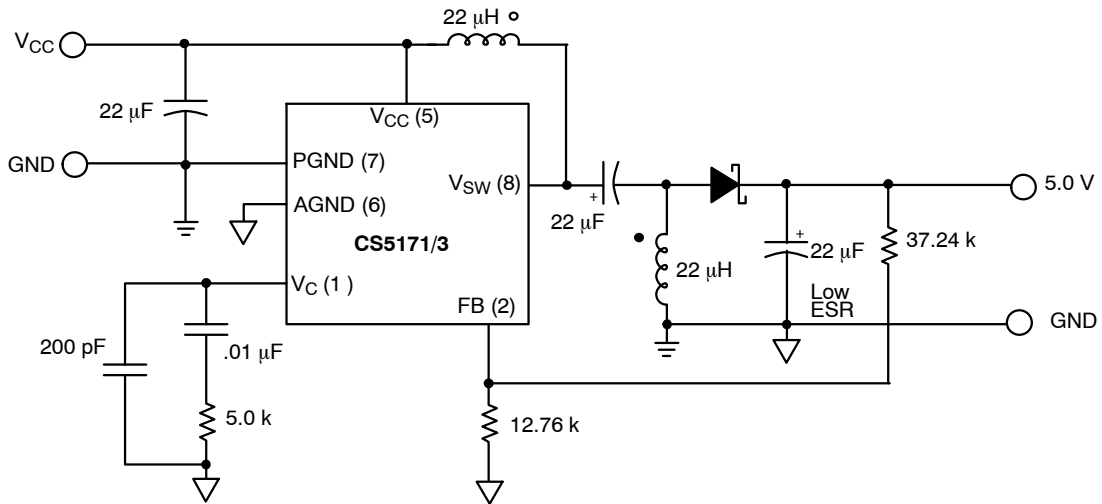 22 μH
VCC
22 μF
VCC (5)
GND
PGND (7)
VSW (8)
5.0 V
AGND (6)
+
22 μF
CS5171/3
+
22 μF
37.24 k
22 μH
VC (1 )
Low
ESR
FB (2)
GND
200 pF
.01 μF
5.0 k
12.76 k